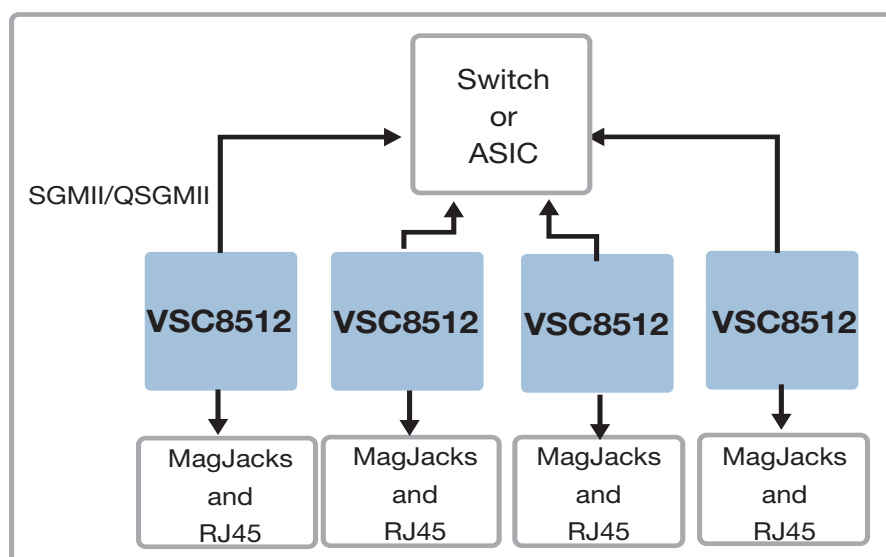 Switch
or
ASIC
SGMII/QSGMII
VSC8512
VSC8512
VSC8512
VSC8512
MagJacks
and
RJ45
MagJacks
and
RJ45
MagJacks
and
RJ45
MagJacks
and
RJ45